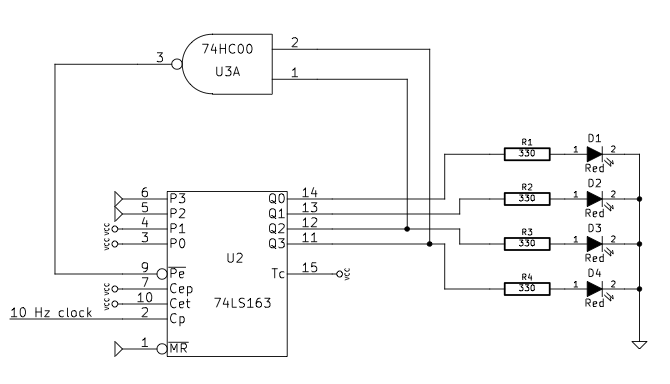 74HC00
U3A
3
2
1
R1
330
1
D1
2
Red
R2
330
1
D2
2
Red
R3
330
1
D3
2
Red
R4
330
1
D4
2
Red
6 P3
5 P2
VCC 4 P1
VCC 3 P0
9 Pe
VCC 7 Cep
VCC 10 Cet
10 Hz clock 2 Cp
1 MR
U2
74LS163
Q0 14
Q1 13
Q2 12
Q3 11
Tc 15 VCC